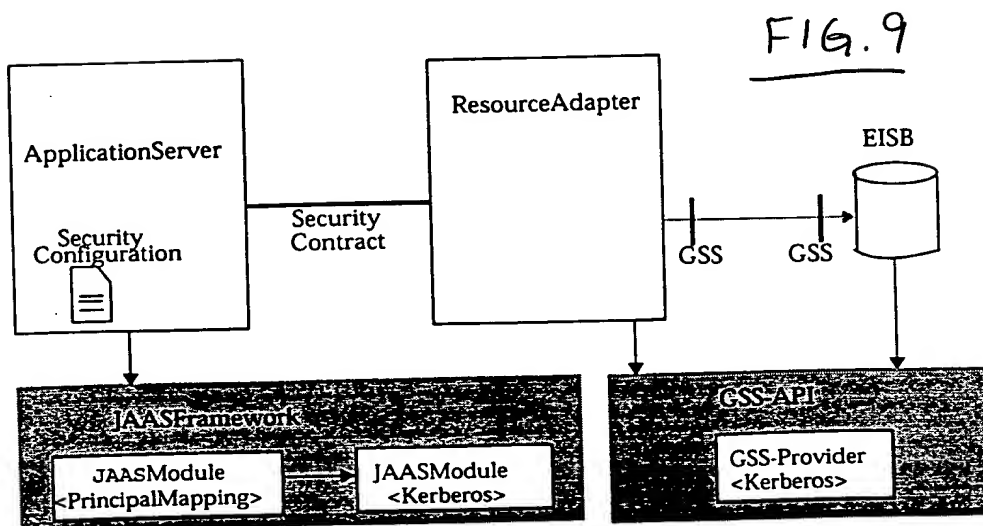 FIG. 9
ApplicationServer
Security
Configuration
Security
Contract
ResourceAdapter
GSS
GSS
EISB
JAASFramework
JAASModule
<PrincipalMapping>
JAASModule
<Kerberos>
GSS-API
GSS-Provider
<Kerberos>